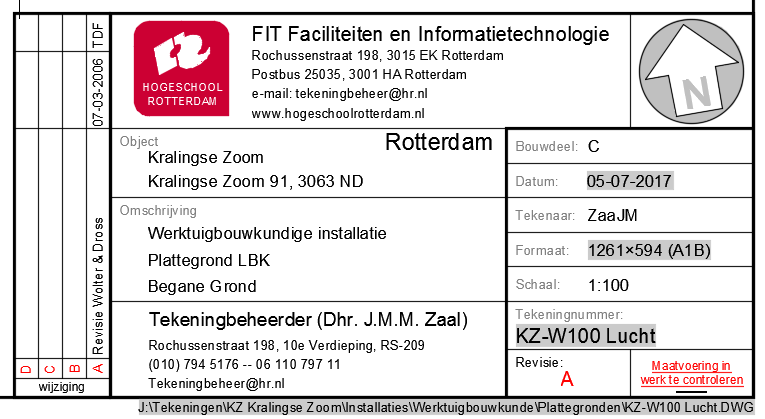 FIT Faciliteiten en Informatietechnologie
Rochussenstraat 198, 3015 EK Rotterdam
Postbus 25035, 3001 HA Rotterdam
e-mail: tekeningbeheer@hr.nl
www.hogeschoolrotterdam.nl
HOGESCHOOL
ROTTERDAM
N
Object
Rotterdam
Kralingse Zoom
Kralingse Zoom 91, 3063 ND
Omschrijving
Werktuigbouwkundige installatie
Plattegrond LBK
Begane Grond
Tekeningbeheerder (Dhr. J.M.M. Zaal)
Rochussenstraat 198, 10e Verdieping, RS-209
(010) 794 5176 -- 06 110 797 11
Tekeningbeheer@hr.nl
Bouwdeel: C
Datum: 05-07-2017
Tekenaar: ZaaJM
Formaat: 1261×594 (A1B)
Schaal: 1:100
Tekeningnummer:
KZ-W100 Lucht
Revisie:
A
Maatvoering in
werk te controleren
D
C
B
A Revisie Wolter & Dross 07-03-2006 TDF
wijziging
J:\Tekeningen\KZ Kralingse Zoom\Installaties\Werktuigbouwkunde\Plattegronden\KZ-W100 Lucht.DWG